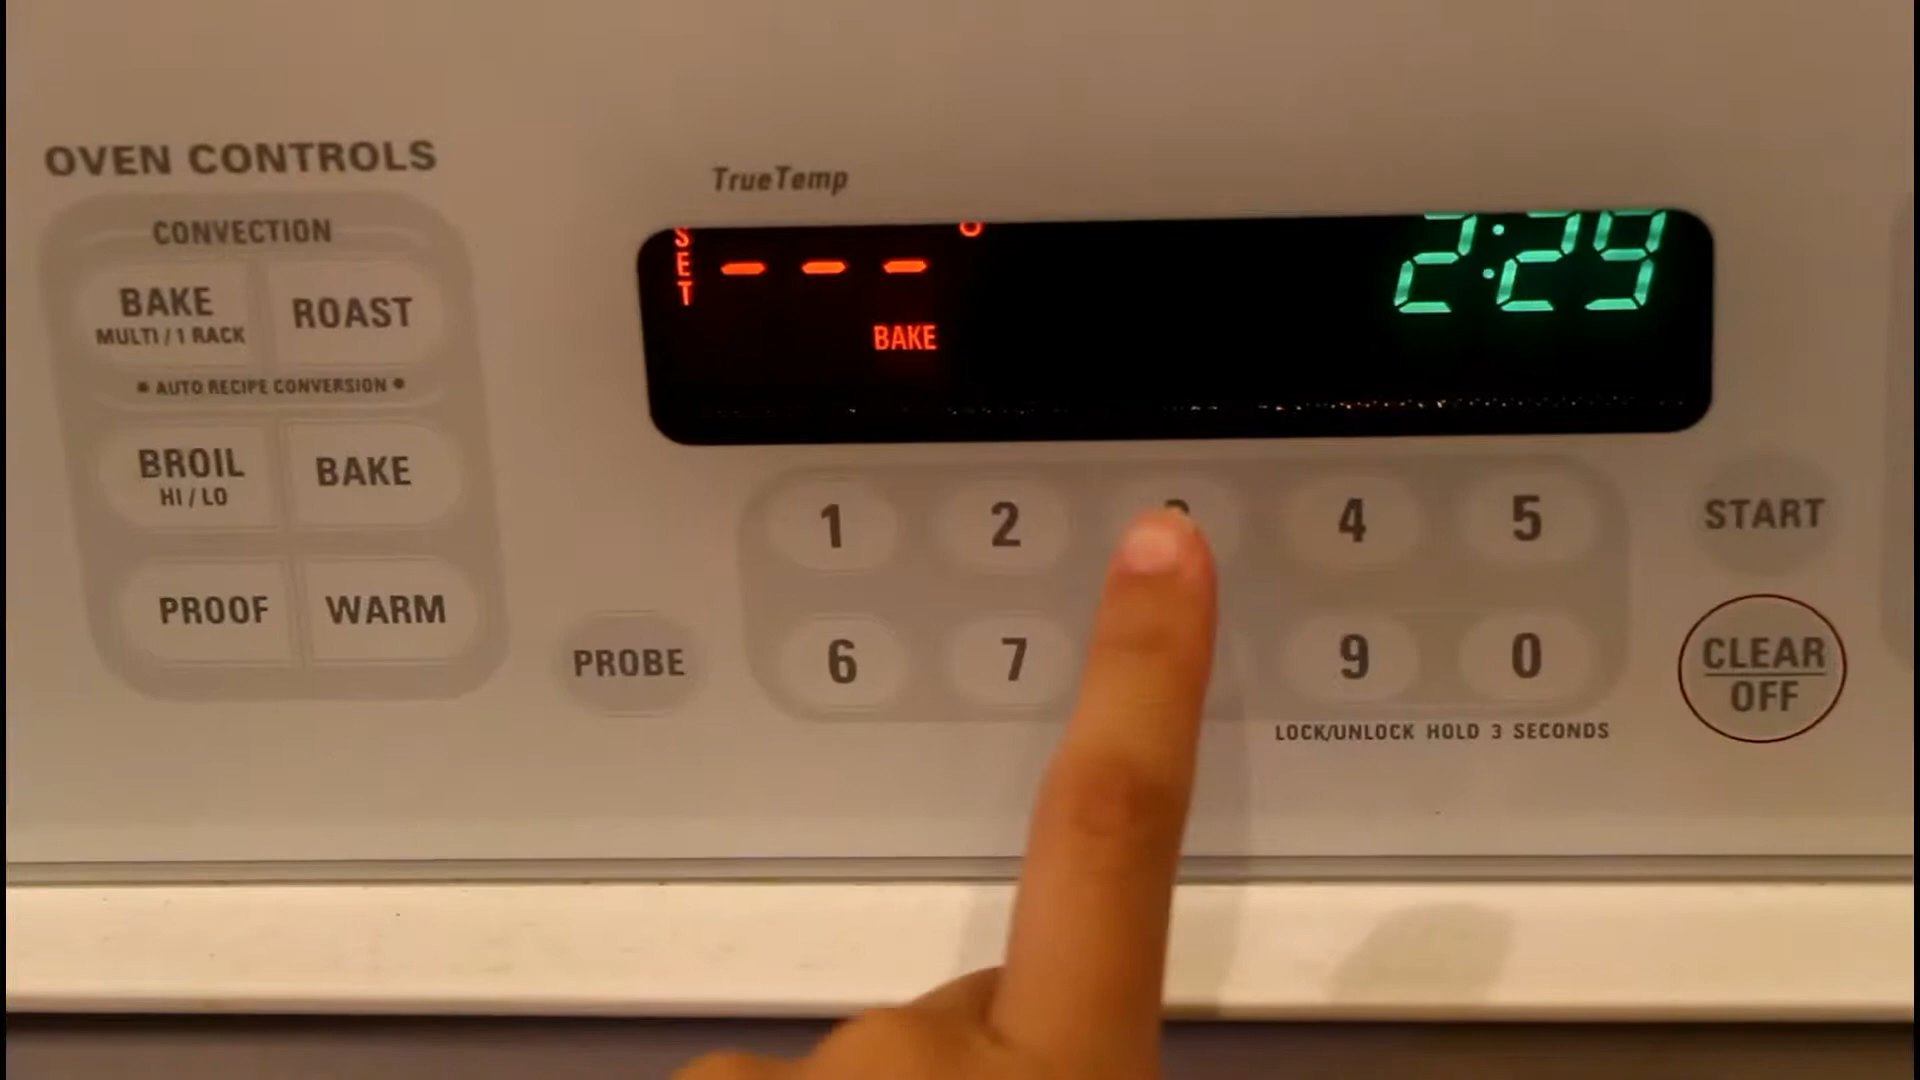 OVEN CONTROLS
TrueTemp
SET
---
BAKE
2:29
CONVECTION
BAKE
MULTI / 1 RACK
ROAST
• AUTO RECIPE CONVERSION •
BROIL
HI / LO
BAKE
PROOF
WARM
PROBE
1 2 4 5
6 7 9 0
LOCK/UNLOCK HOLD 3 SECONDS
START
CLEAR
OFF